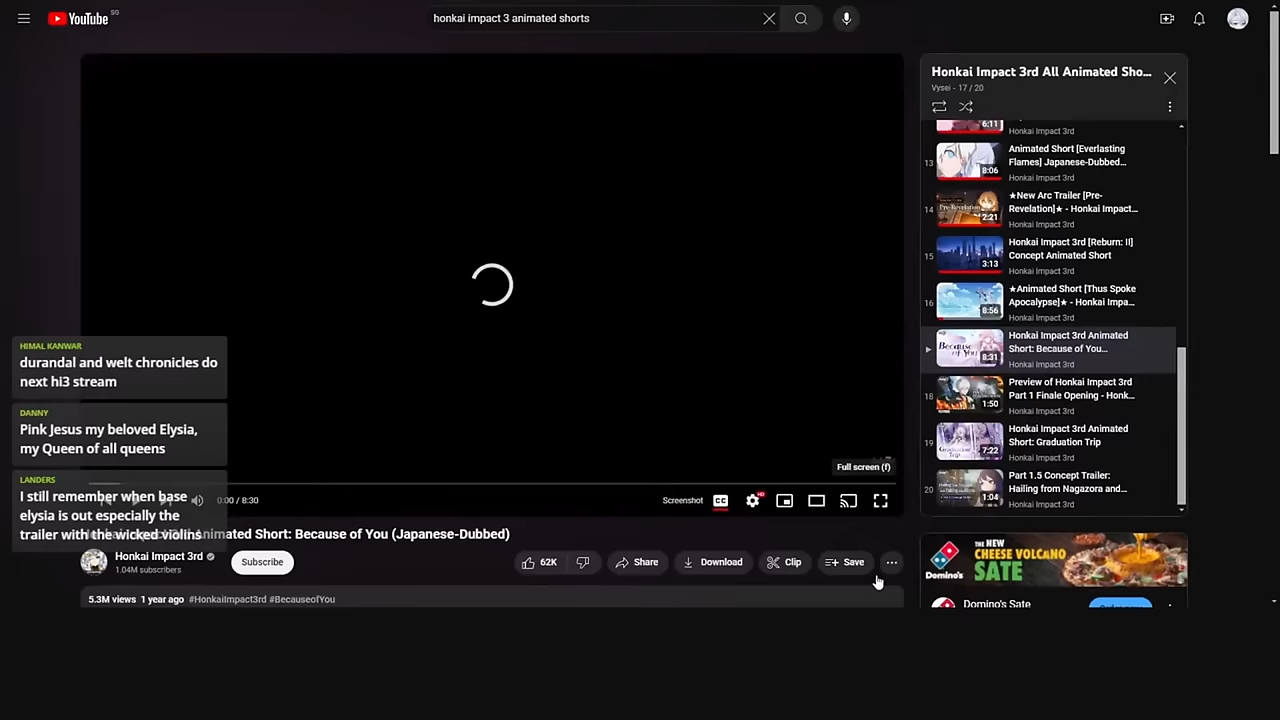 YouTube SG
honkai impact 3 animated shorts
Honkai Impact 3rd All Animated Sho...
Vysei - 17 / 20
6:11
Honkai Impact 3rd
13
8:06
Animated Short [Everlasting
Flames] Japanese-Dubbed...
Honkai Impact 3rd
14
Pre-Revelation
2:21
★New Arc Trailer [Pre-
Revelation]★ - Honkai Impact...
Honkai Impact 3rd
15
3:13
Honkai Impact 3rd [Reburn: II]
Concept Animated Short
Honkai Impact 3rd
16
8:56
★Animated Short [Thus Spoke
Apocalypse]★ - Honkai Impa...
Honkai Impact 3rd
Because of You
8:31
Honkai Impact 3rd Animated
Short: Because of You...
Honkai Impact 3rd
18
1:50
Preview of Honkai Impact 3rd
Part 1 Finale Opening - Honk...
Honkai Impact 3rd
19
7:22
Honkai Impact 3rd Animated
Short: Graduation Trip
Honkai Impact 3rd
20
1:04
Part 1.5 Concept Trailer:
Hailing from Nagazora and...
Honkai Impact 3rd
HIMAL KANWAR
durandal and welt chronicles do
next hi3 stream
DANNY
Pink Jesus my beloved Elysia,
my Queen of all queens
LANDERS
I still remember when base
elysia is out especially the
trailer with the wicked violins
Full screen (f)
0:00 / 8:30
Screenshot
CC
HD
Animated Short: Because of You (Japanese-Dubbed)
Honkai Impact 3rd
1.04M subscribers
Subscribe
62K
Share
Download
Clip
Save
5.3M views 1 year ago #HonkaiImpact3rd #BecauseofYou
Domino's
THE NEW
CHEESE VOLCANO
SATE
Domino's Sate